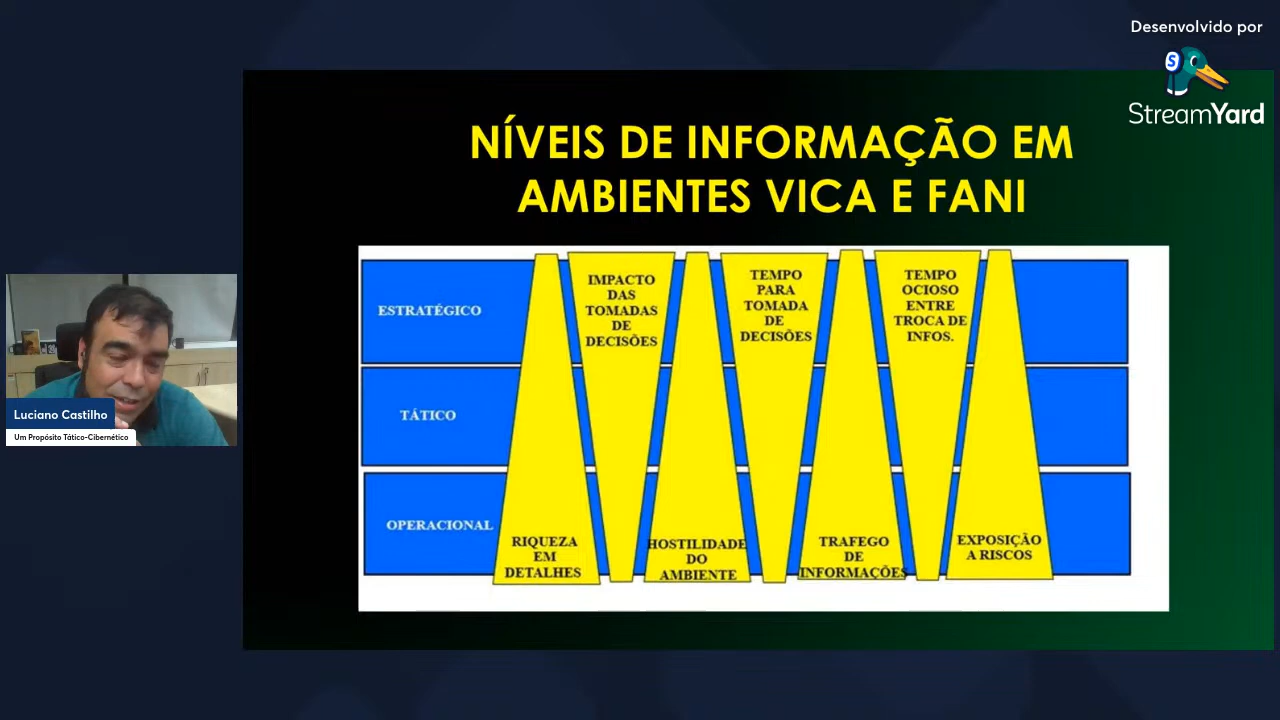 Desenvolvido por
StreamYard
NÍVEIS DE INFORMAÇÃO EM
AMBIENTES VICA E FANI
ESTRATÉGICO
TÁTICO
OPERACIONAL
RIQUEZA
EM
DETALHES
IMPACTO
DAS
TOMADAS
DE
DECISÕES
HOSTILIDADE
DO
AMBIENTE
TEMPO
PARA
TOMADA
DE
DECISÕES
TRAFEGO
DE
INFORMAÇÕES
TEMPO
OCIOSO
ENTRE
TROCA DE
INFOS.
EXPOSIÇÃO
A RISCOS
Luciano Castilho
Um Propósito Tático-Cibernético